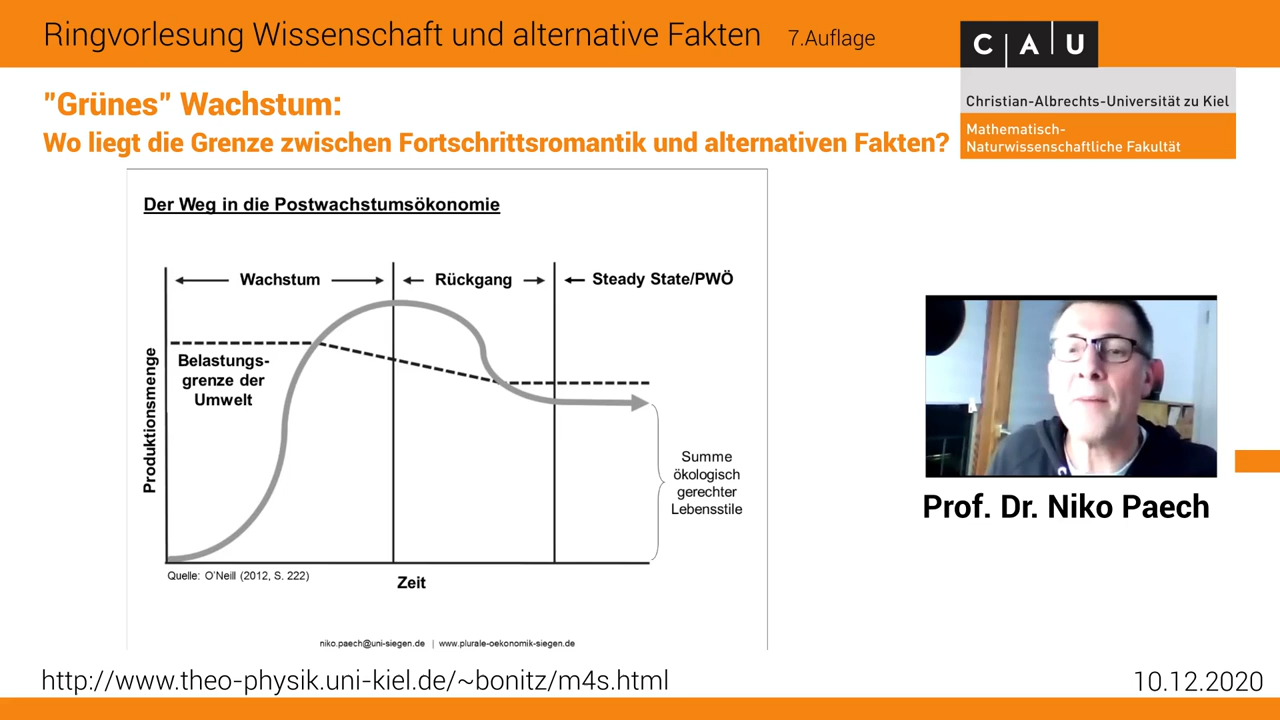 Ringvorlesung Wissenschaft und alternative Fakten 7.Auflage
C A U
Christian-Albrechts-Universität zu Kiel
Mathematisch-
Naturwissenschaftliche Fakultät
"Grünes" Wachstum:
Wo liegt die Grenze zwischen Fortschrittsromantik und alternativen Fakten?
Der Weg in die Postwachstumsökonomie
Wachstum
Rückgang
Steady State/PWÖ
Produktionsmenge
Belastungs-
grenze der
Umwelt
Summe
ökologisch
gerechter
Lebensstile
Quelle: O'Neill (2012, S. 222)
Zeit
niko.paech@uni-siegen.de | www.plurale-oekonomik-siegen.de
Prof. Dr. Niko Paech
http://www.theo-physik.uni-kiel.de/~bonitz/m4s.html
10.12.2020